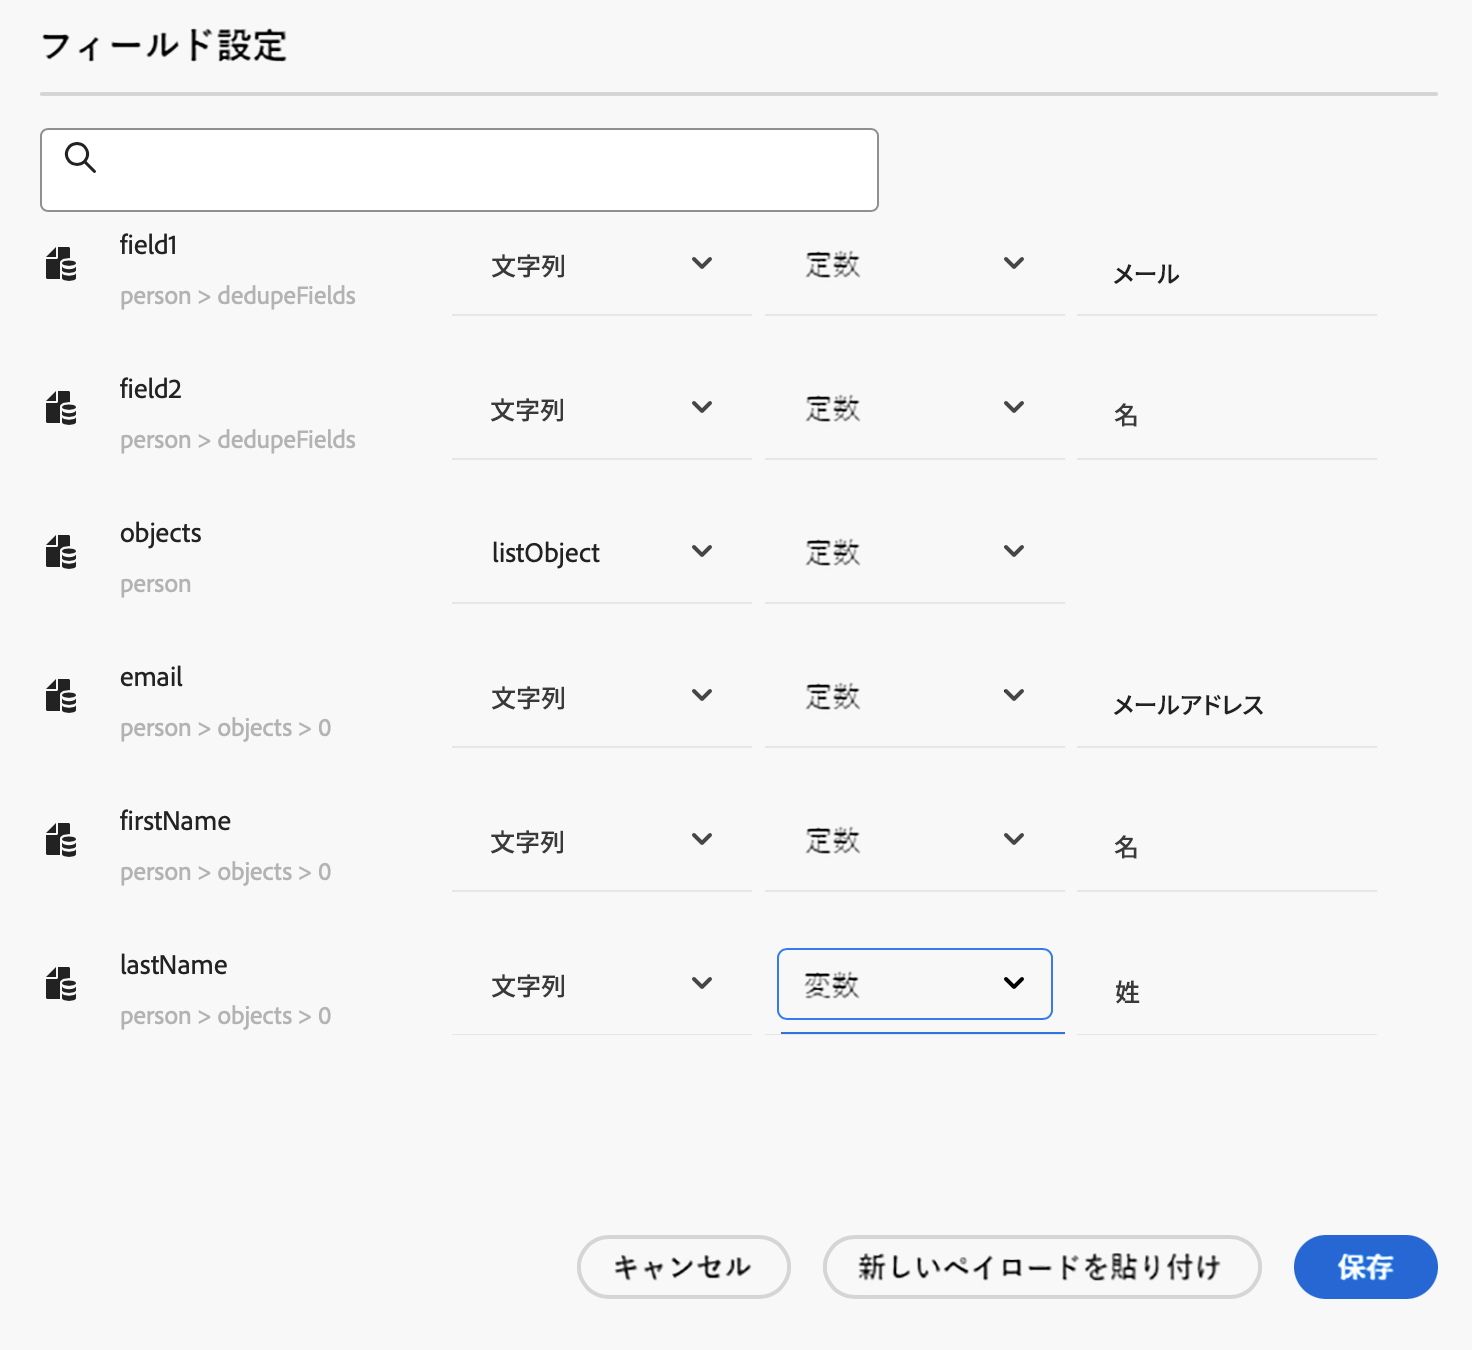 フィールド設定
field1
文字列
定数
メール
person > dedupeFields
field2
文字列
定数
名
person > dedupeFields
objects
listObject
定数
person
email
文字列
定数
メールアドレス
person > objects > 0
firstName
文字列
定数
名
person > objects > 0
lastName
文字列
変数
姓
person > objects > 0
キャンセル
新しいペイロードを貼り付け
保存